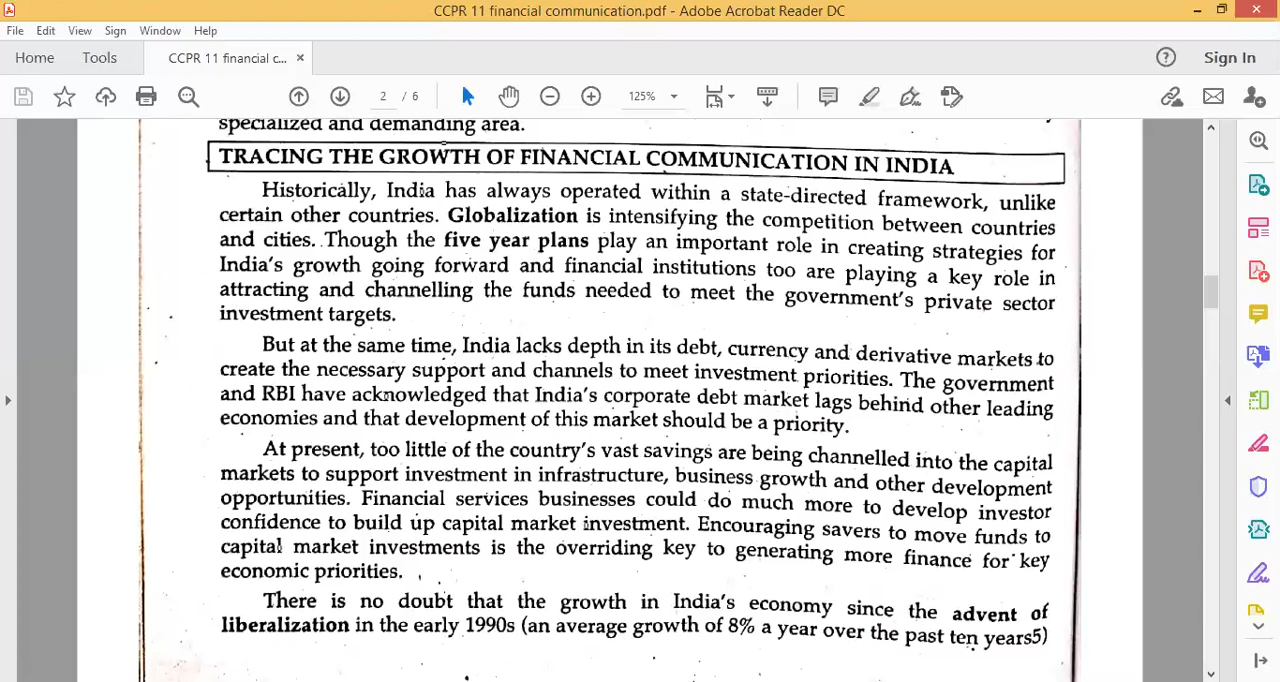 CCPR 11 financial communication.pdf - Adobe Acrobat Reader DC
File Edit View Sign Window Help
Home Tools CCPR 11 financial c... × Sign In
2 / 6 125%
specialized and demanding area.
TRACING THE GROWTH OF FINANCIAL COMMUNICATION IN INDIA
Historically, India has always operated within a state-directed framework, unlike
certain other countries. Globalization is intensifying the competition between countries
and cities. Though the five year plans play an important role in creating strategies for
India's growth going forward and financial institutions too are playing a key role in
attracting and channelling the funds needed to meet the government's private sector
investment targets.
But at the same time, India lacks depth in its debt, currency and derivative markets to
create the necessary support and channels to meet investment priorities. The government
and RBI have acknowledged that India's corporate debt market lags behind other leading
economies and that development of this market should be a priority.
At present, too little of the country's vast savings are being channelled into the capital
markets to support investment in infrastructure, business growth and other development
opportunities. Financial services businesses could do much more to develop investor
confidence to build up capital market investment. Encouraging savers to move funds to
capital market investments is the overriding key to generating more finance for key
economic priorities.
There is no doubt that the growth in India's economy since the advent of
liberalization in the early 1990s (an average growth of 8% a year over the past ten years5)